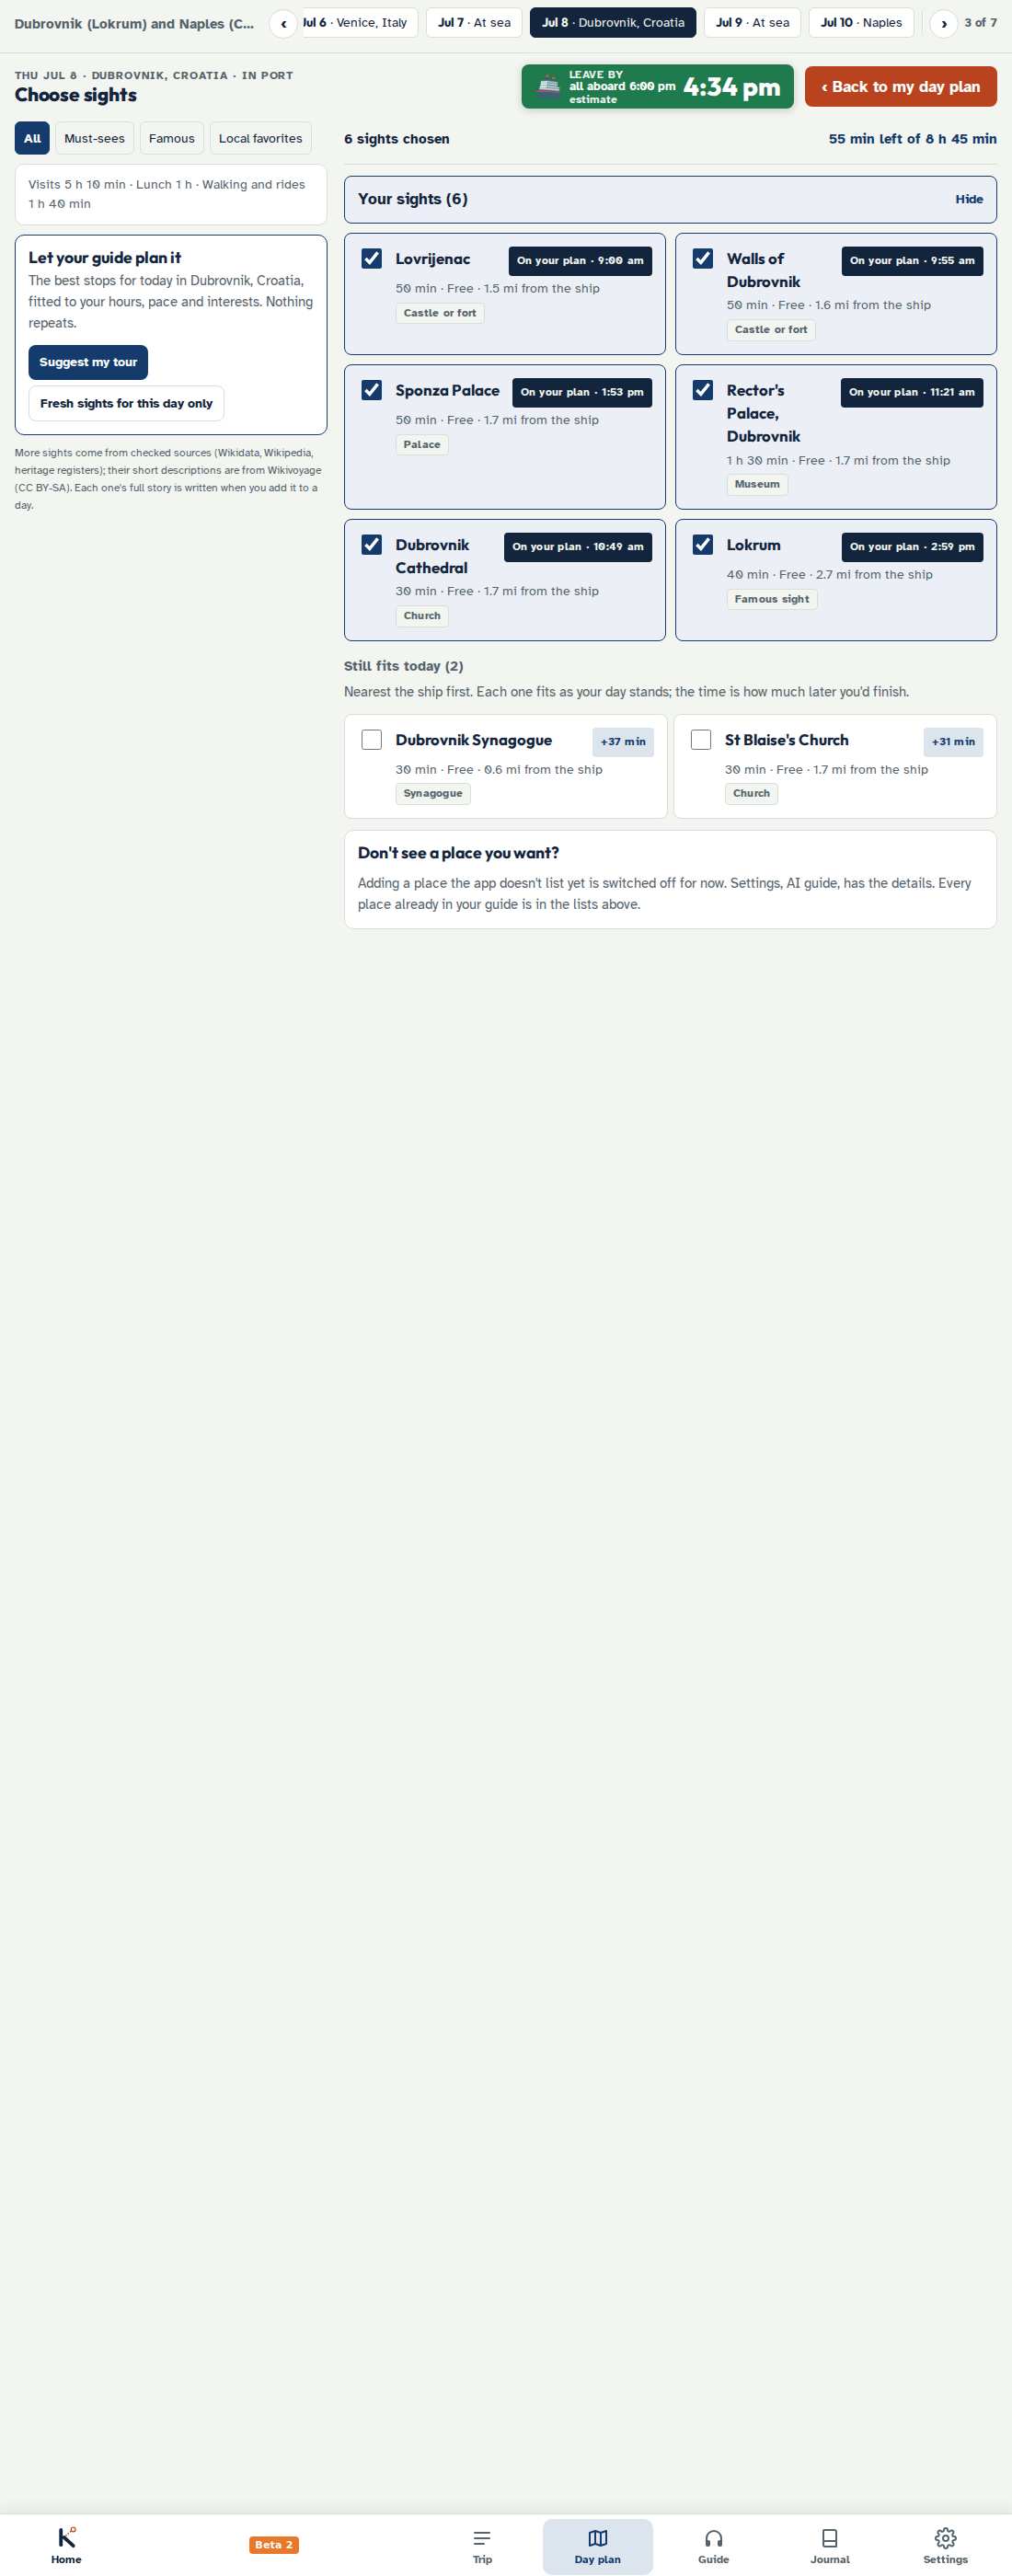 Dubrovnik (Lokrum) and Naples (C...
‹
Jul 6 · Venice, Italy
Jul 7 · At sea
Jul 8 · Dubrovnik, Croatia
Jul 9 · At sea
Jul 10 · Naples
›
3 of 7
THU JUL 8 · DUBROVNIK, CROATIA · IN PORT
Choose sights
LEAVE BY
all aboard 6:00 pm
estimate
4:34 pm
‹ Back to my day plan
All
Must-sees
Famous
Local favorites
Visits 5 h 10 min · Lunch 1 h · Walking and rides
1 h 40 min
Let your guide plan it
The best stops for today in Dubrovnik, Croatia,
fitted to your hours, pace and interests. Nothing
repeats.
Suggest my tour
Fresh sights for this day only
More sights come from checked sources (Wikidata, Wikipedia,
heritage registers); their short descriptions are from Wikivoyage
(CC BY-SA). Each one's full story is written when you add it to a
day.
6 sights chosen
55 min left of 8 h 45 min
Your sights (6)
Hide
Lovrijenac
On your plan · 9:00 am
50 min · Free · 1.5 mi from the ship
Castle or fort
Walls of
Dubrovnik
On your plan · 9:55 am
50 min · Free · 1.6 mi from the ship
Castle or fort
Sponza Palace
On your plan · 1:53 pm
50 min · Free · 1.7 mi from the ship
Palace
Rector's
Palace,
Dubrovnik
On your plan · 11:21 am
1 h 30 min · Free · 1.7 mi from the ship
Museum
Dubrovnik
Cathedral
On your plan · 10:49 am
30 min · Free · 1.7 mi from the ship
Church
Lokrum
On your plan · 2:59 pm
40 min · Free · 2.7 mi from the ship
Famous sight
Still fits today (2)
Nearest the ship first. Each one fits as your day stands; the time is how much later you'd finish.
Dubrovnik Synagogue
+37 min
30 min · Free · 0.6 mi from the ship
Synagogue
St Blaise's Church
+31 min
30 min · Free · 1.7 mi from the ship
Church
Don't see a place you want?
Adding a place the app doesn't list yet is switched off for now. Settings, AI guide, has the details. Every
place already in your guide is in the lists above.
Home
Beta 2
Trip
Day plan
Guide
Journal
Settings